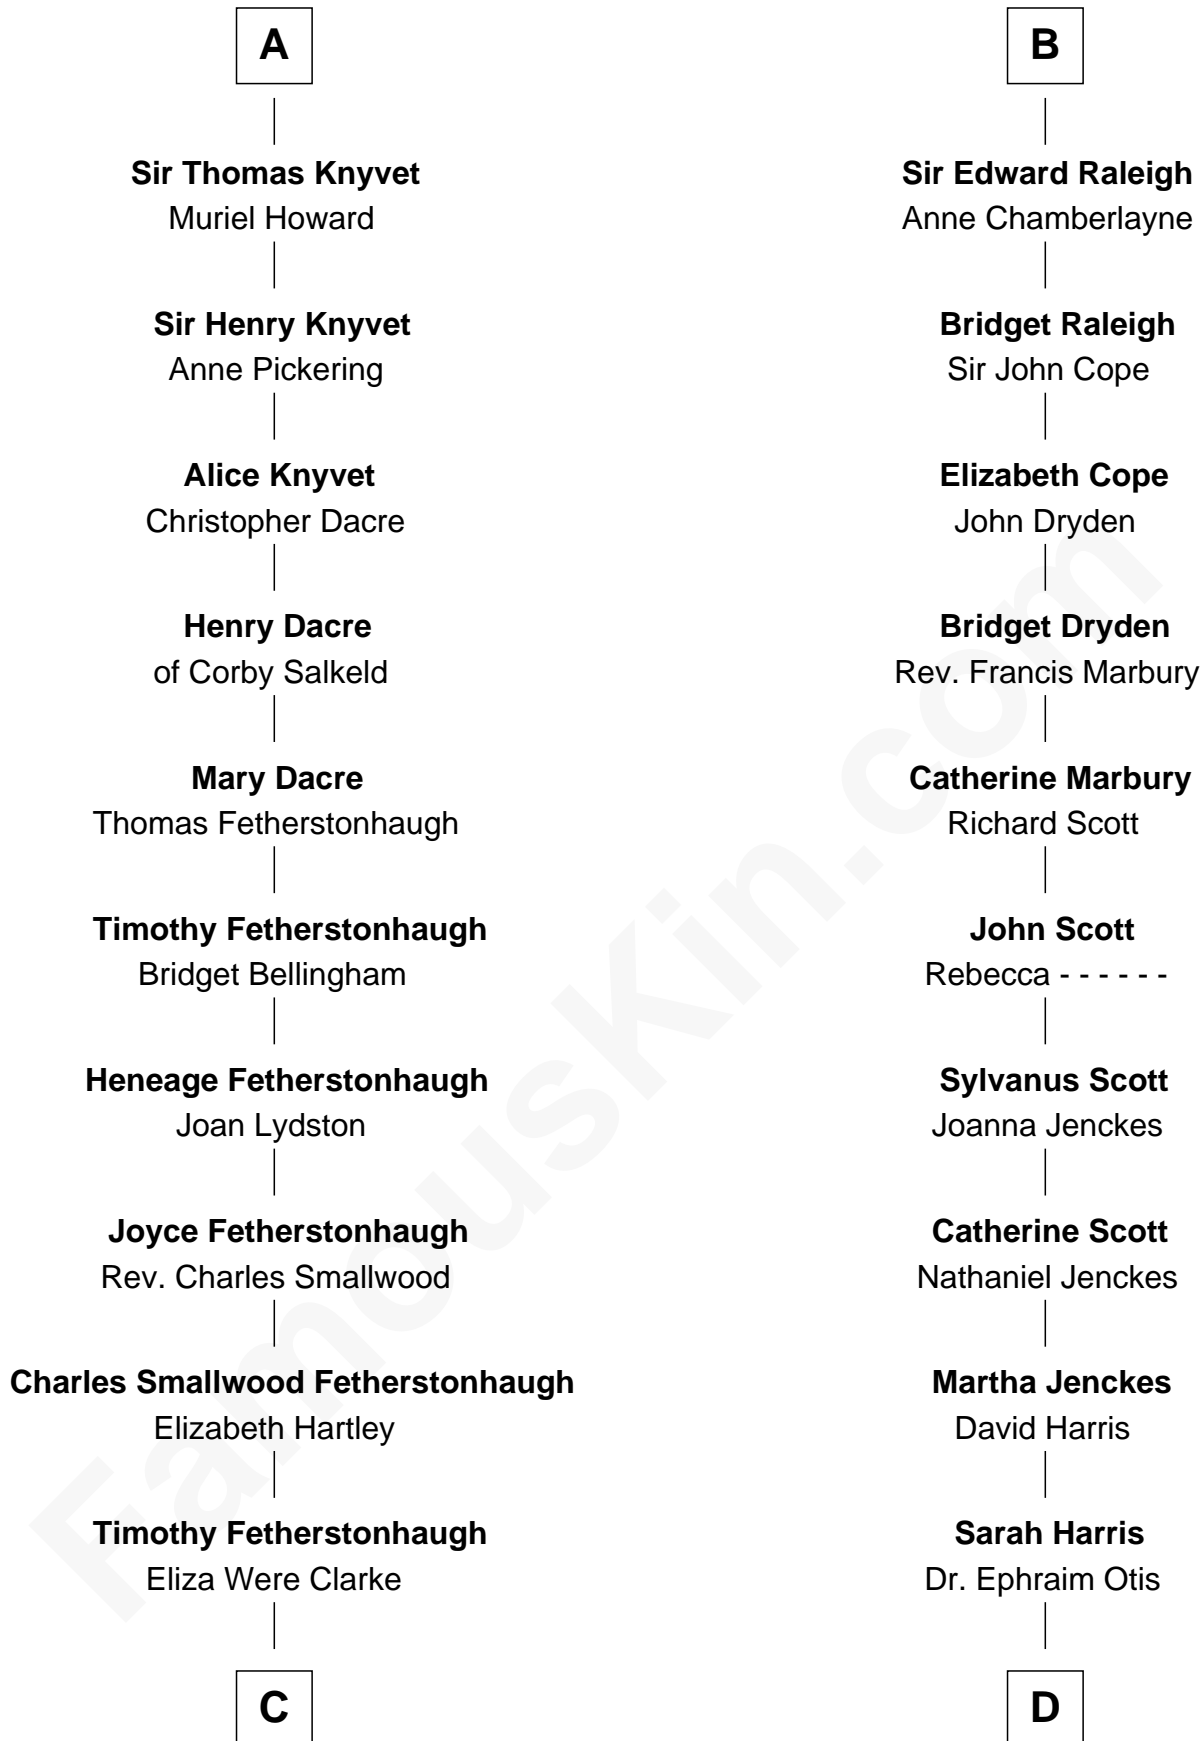 A
Sir Thomas Knyvet
Muriel Howard
Sir Henry Knyvet
Anne Pickering
Alice Knyvet
Christopher Dacre
Henry Dacre
of Corby Salkeld
Mary Dacre
Thomas Fetherstonhaugh
Timothy Fetherstonhaugh
Bridget Bellingham
Heneage Fetherstonhaugh
Joan Lydston
Joyce Fetherstonhaugh
Rev. Charles Smallwood
Charles Smallwood Fetherstonhaugh
Elizabeth Hartley
Timothy Fetherstonhaugh
Eliza Were Clarke
C
B
Sir Edward Raleigh
Anne Chamberlayne
Bridget Raleigh
Sir John Cope
Elizabeth Cope
John Dryden
Bridget Dryden
Rev. Francis Marbury
Catherine Marbury
Richard Scott
John Scott
Rebecca - - - - - -
Sylvanus Scott
Joanna Jenckes
Catherine Scott
Nathaniel Jenckes
Martha Jenckes
David Harris
Sarah Harris
Dr. Ephraim Otis
D
FamousKin.com